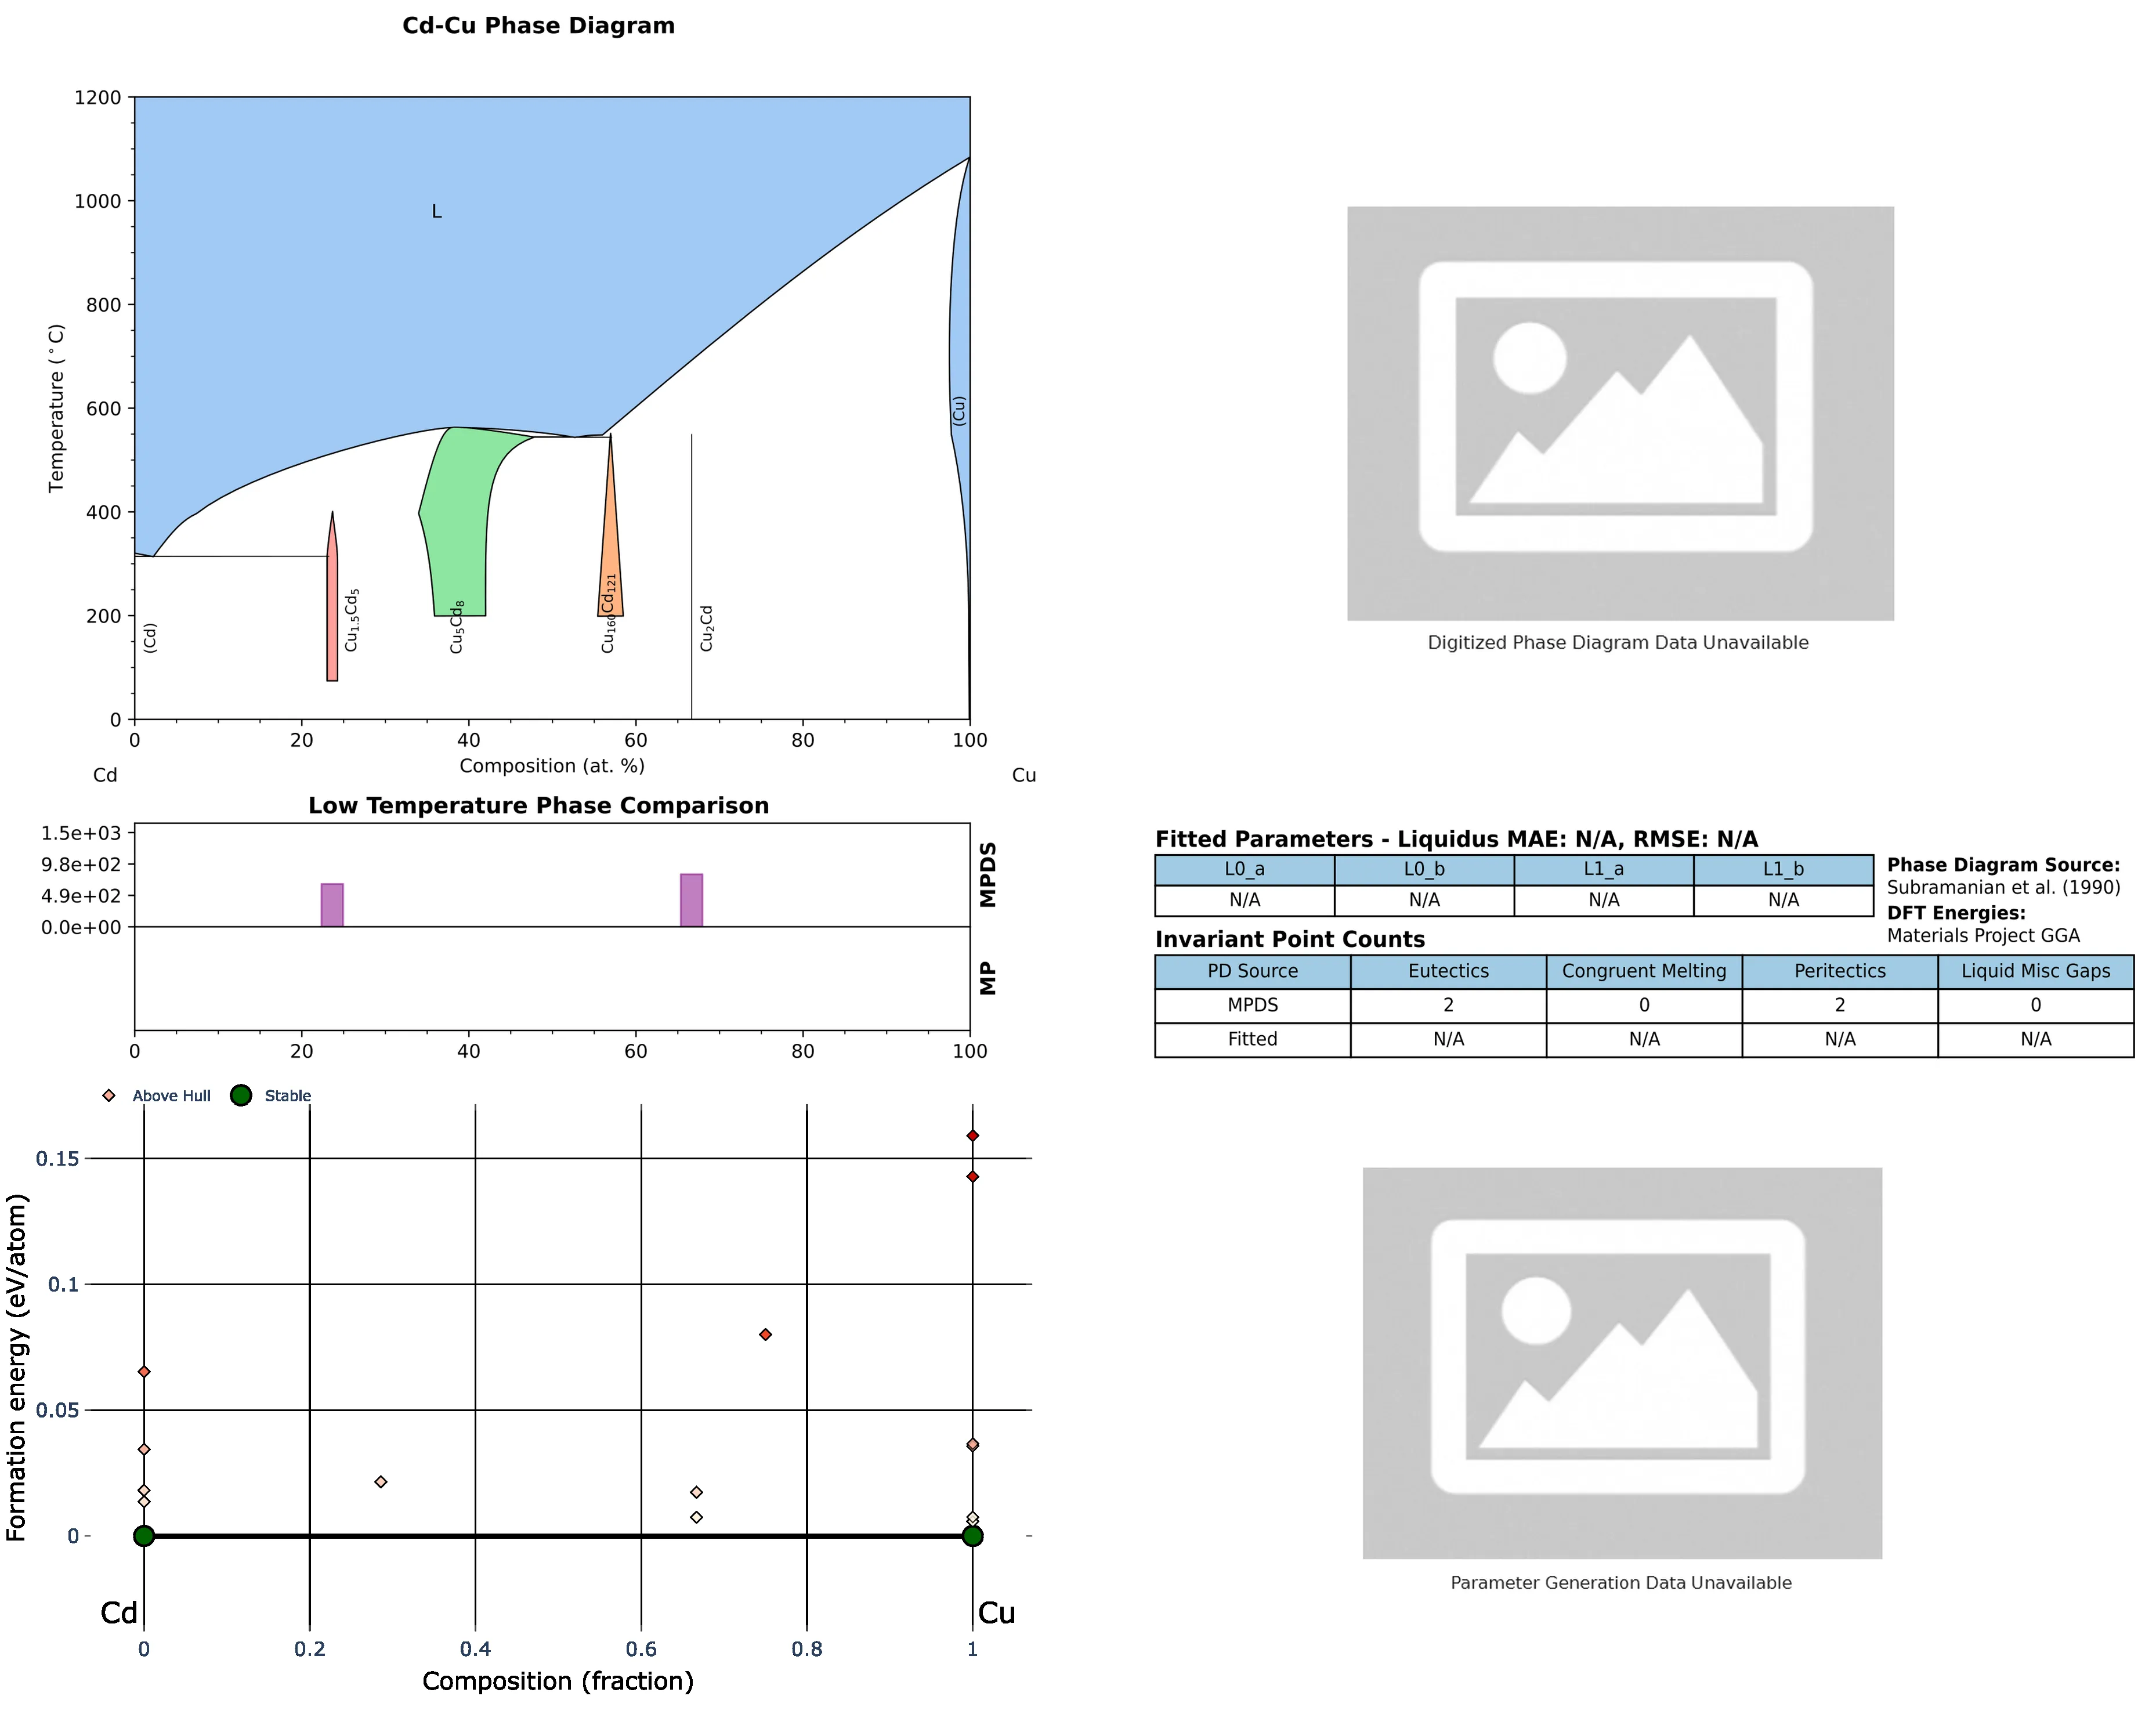 Cd-Cu Phase Diagram
1200
1000
800
600
400
200
0
Temperature (°C)
L
(Cu)
(Cd)
Cu1.5Cd5
Cu5Cd8
Cu160Cd121
Cu2Cd
0 20 40 60 80 100
Composition (at. %)
Cd Cu
Low Temperature Phase Comparison
1.5e+03
9.8e+02
4.9e+02
0.0e+00
MPDS
MP
0 20 40 60 80 100
Above Hull Stable
0.15
0.1
0.05
0
Formation energy (eV/atom)
Cd Cu
0 0.2 0.4 0.6 0.8 1
Composition (fraction)
Digitized Phase Diagram Data Unavailable
Fitted Parameters - Liquidus MAE: N/A, RMSE: N/A
L0_a L0_b L1_a L1_b
N/A N/A N/A N/A
Phase Diagram Source:
Subramanian et al. (1990)
DFT Energies:
Materials Project GGA
Invariant Point Counts
PD Source Eutectics Congruent Melting Peritectics Liquid Misc Gaps
MPDS 2 0 2 0
Fitted N/A N/A N/A N/A
Parameter Generation Data Unavailable